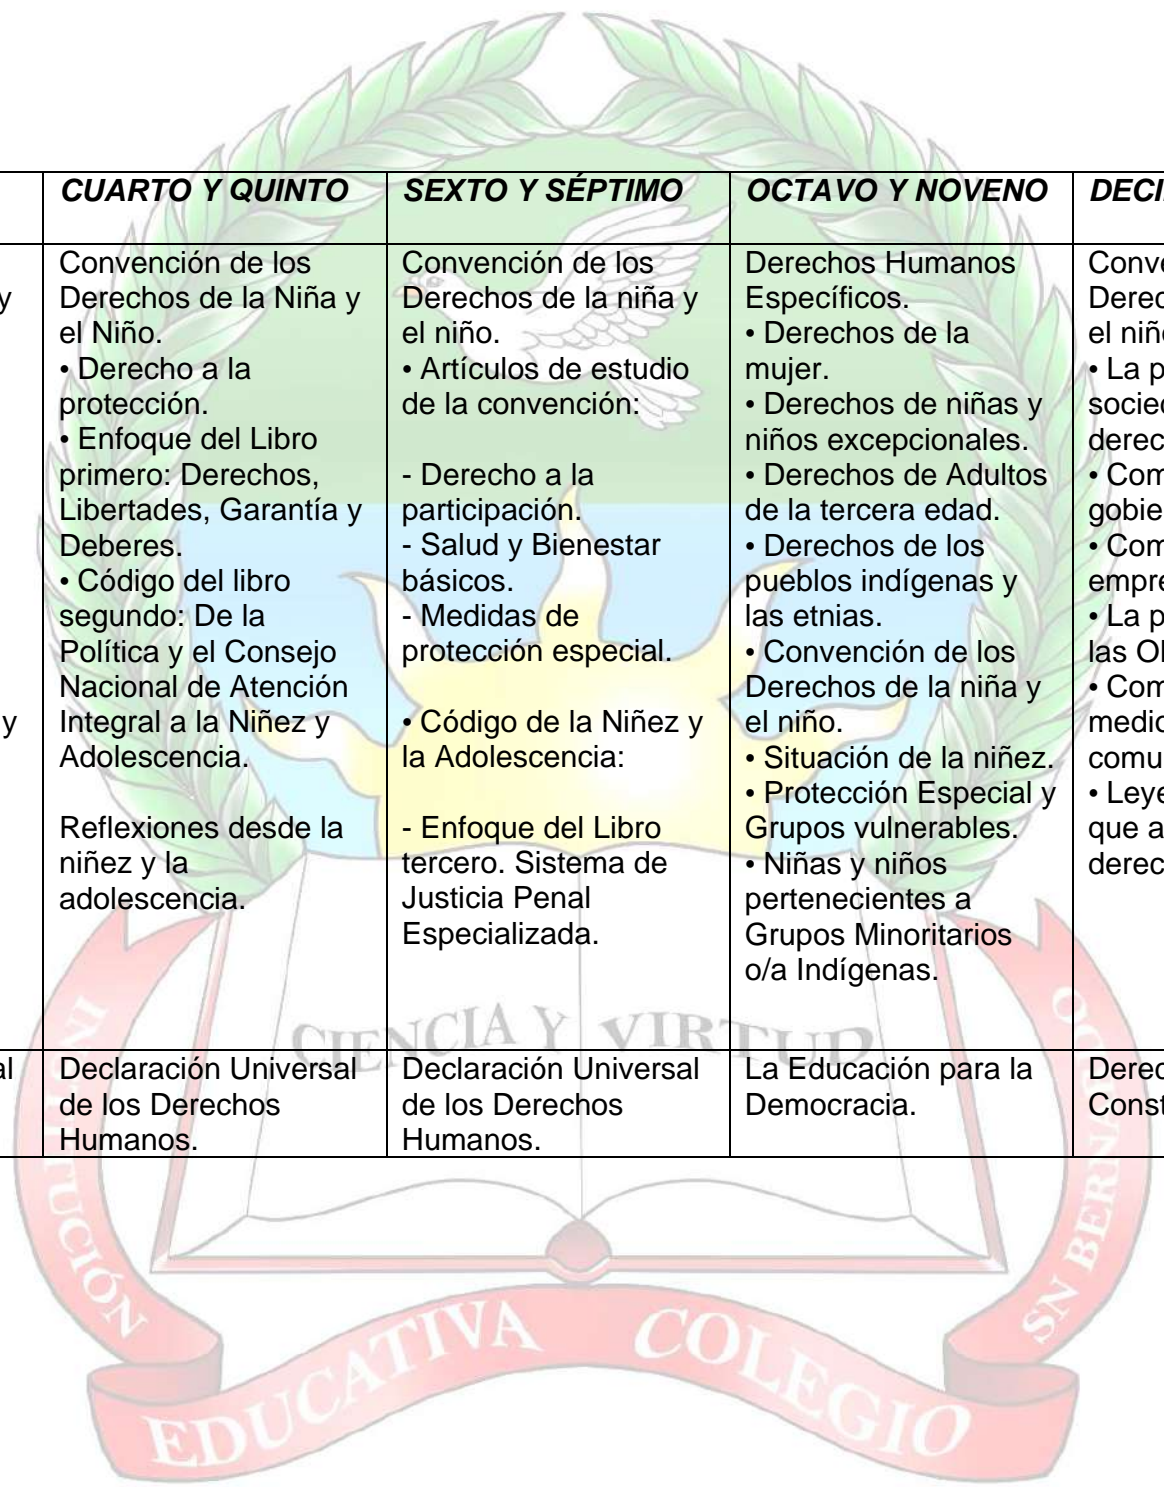 CUARTO Y QUINTO
SEXTO Y SÉPTIMO
OCTAVO Y NOVENO
y
y
Convención de los
Derechos de la Niña y
el Niño.
• Derecho a la
protección.
• Enfoque del Libro
primero: Derechos,
Libertades, Garantía y
Deberes.
• Código del libro
segundo: De la
Política y el Consejo
Nacional de Atención
Integral a la Niñez y
Adolescencia.
Reflexiones desde la
niñez y la
adolescencia.
Convención de los
Derechos de la niña y
el niño.
• Artículos de estudio
de la convención:
- Derecho a la
participación.
- Salud y Bienestar
básicos.
- Medidas de
protección especial.
• Código de la Niñez y
la Adolescencia:
- Enfoque del Libro
tercero. Sistema de
Justicia Penal
Especializada.
Derechos Humanos
Específicos.
• Derechos de la
mujer.
• Derechos de niñas y
niños excepcionales.
• Derechos de Adultos
de la tercera edad.
• Derechos de los
pueblos indígenas y
las etnias.
• Convención de los
Derechos de la niña y
el niño.
• Situación de la niñez.
• Protección Especial y
Grupos vulnerables.
• Niñas y niños
pertenecientes a
Grupos Minoritarios
o/a Indígenas.
el
• La
•
•
• La
las
•
•
que
Declaración Universal
de los Derechos
Humanos.
Declaración Universal
de los Derechos
Humanos.
La Educación para la
Democracia.
CIENCIA Y VIRTUD
EDUCATIVA COLEGIO
SN